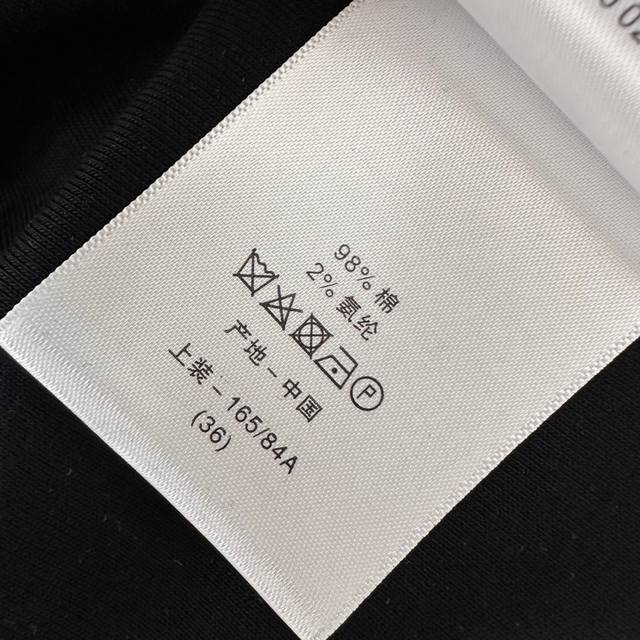 98% 棉
2% 氨纶
P
产地 – 中国
上装 – 165/84A
(36)